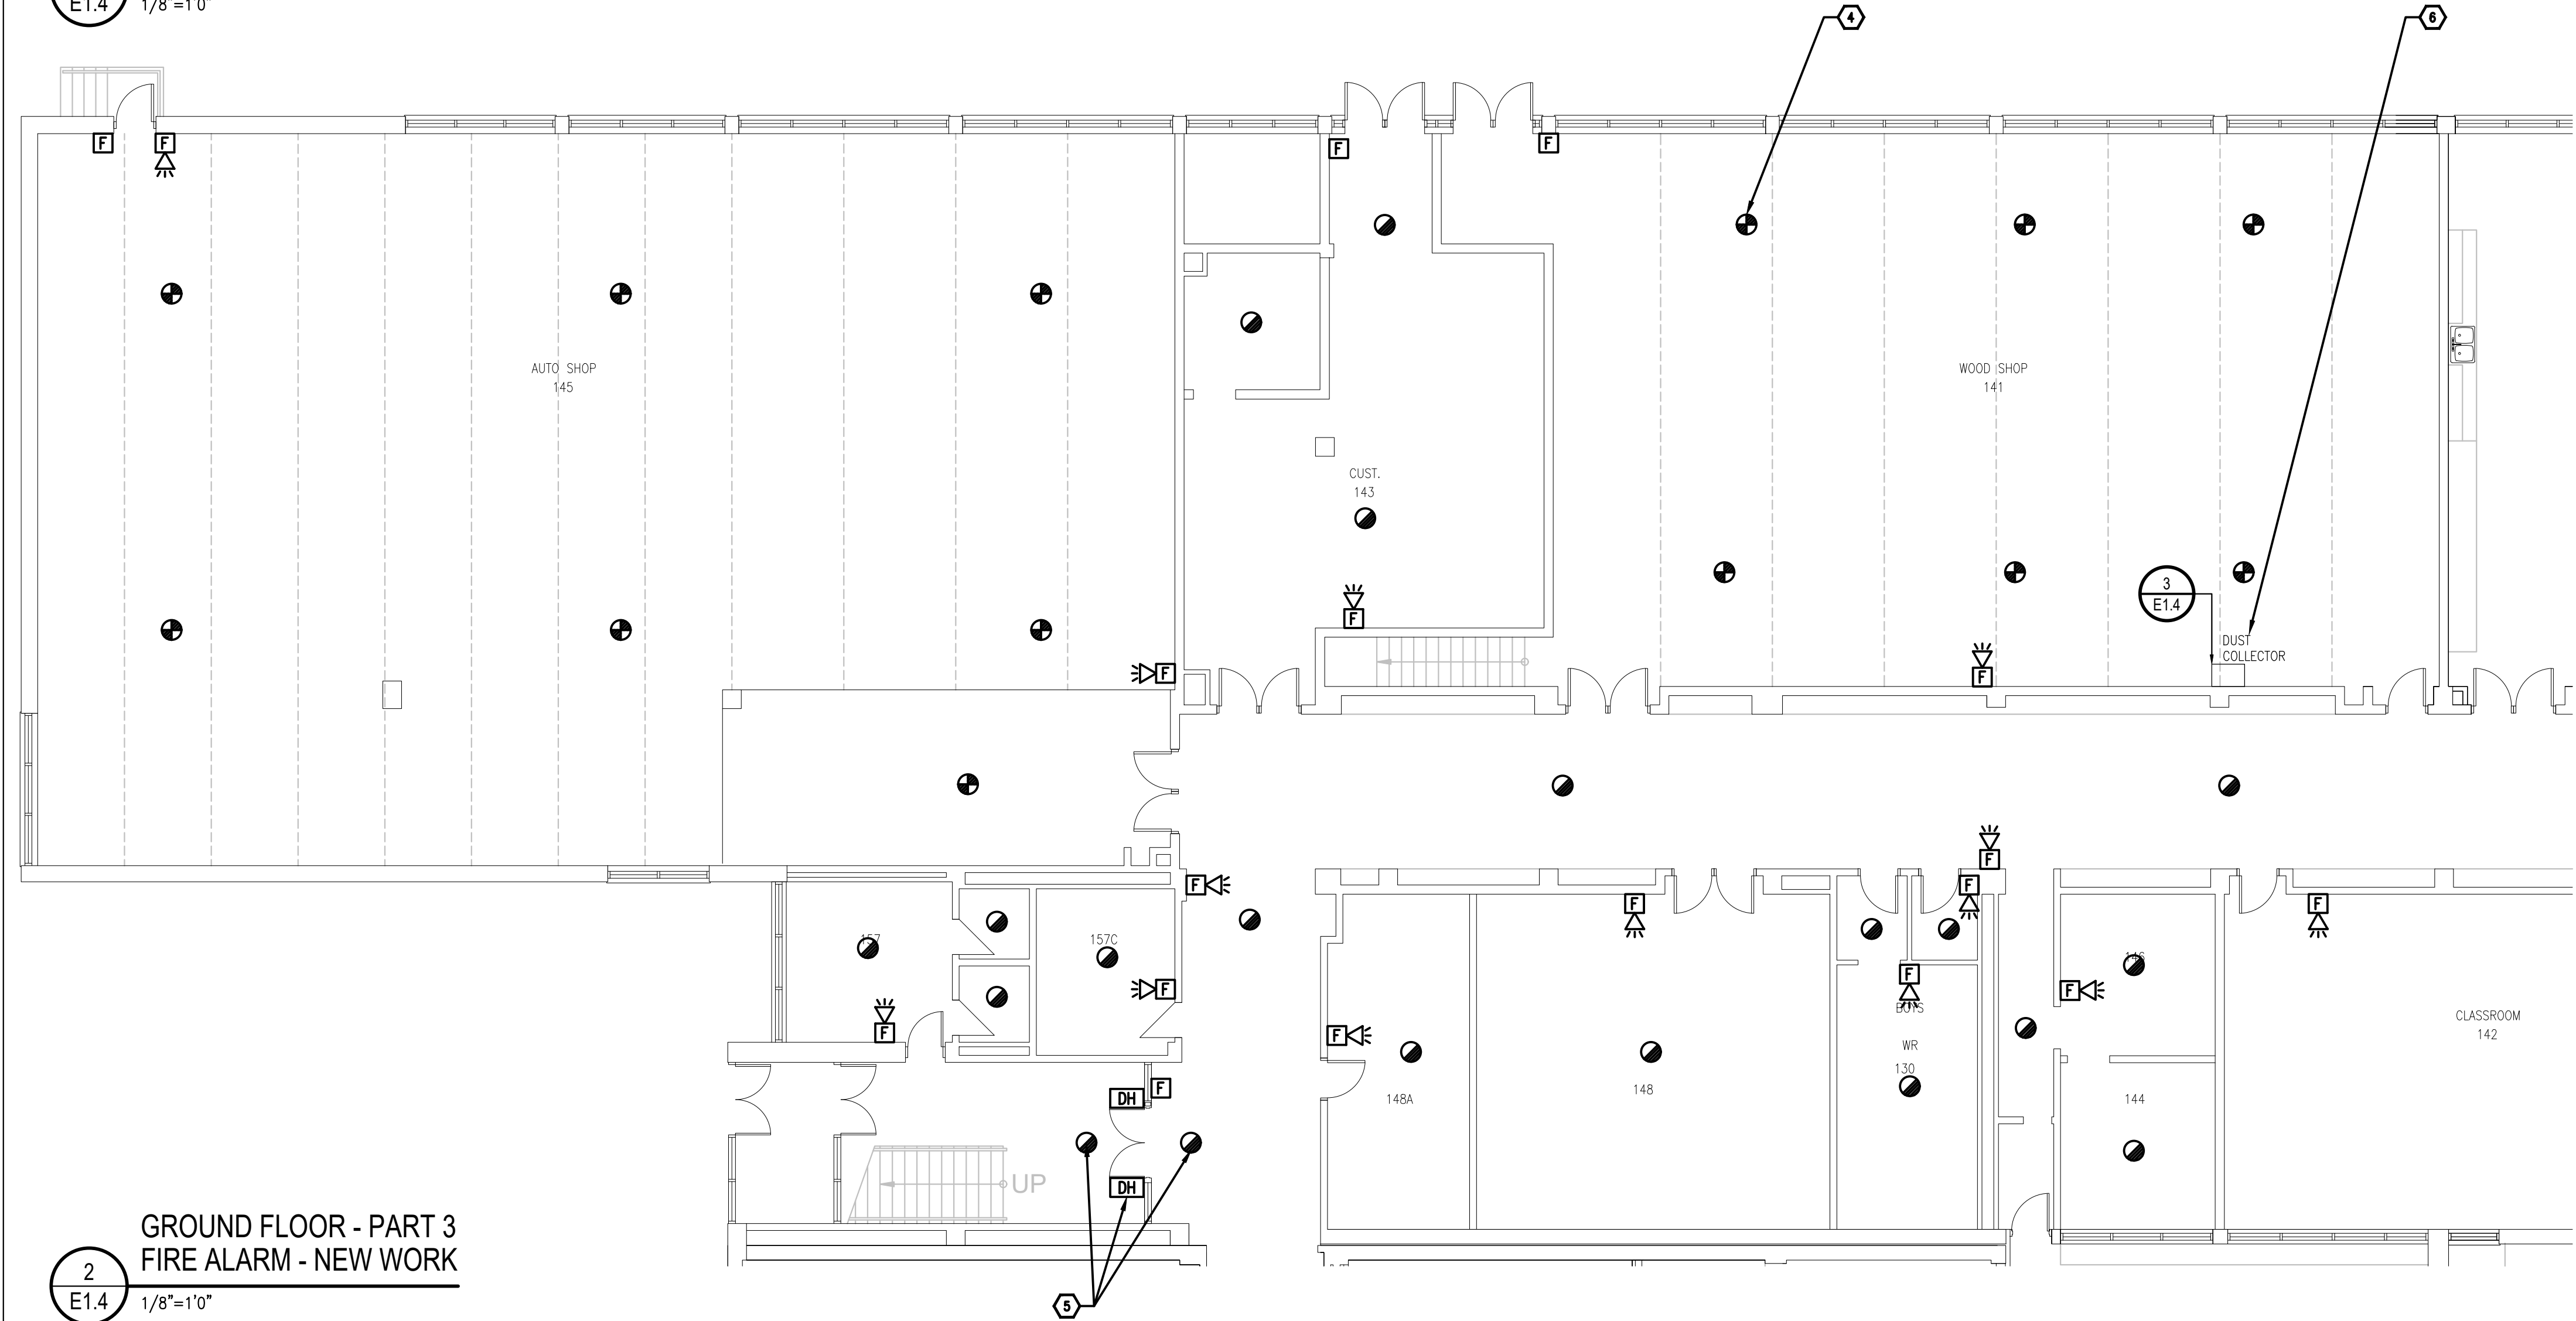 E1.4
1/8"=1'0"
4
6
F
F
F
F
AUTO SHOP
145
WOOD SHOP
141
CUST.
143
3
E1.4
F
DUST
COLLECTOR
F
F
F
F
F
F
F
157
157C
F
146
F
F
F
BOYS
WR
130
CLASSROOM
142
F
F
148A
148
144
DH
F
DH
UP
GROUND FLOOR - PART 3
FIRE ALARM - NEW WORK
2
E1.4
1/8"=1'0"
5